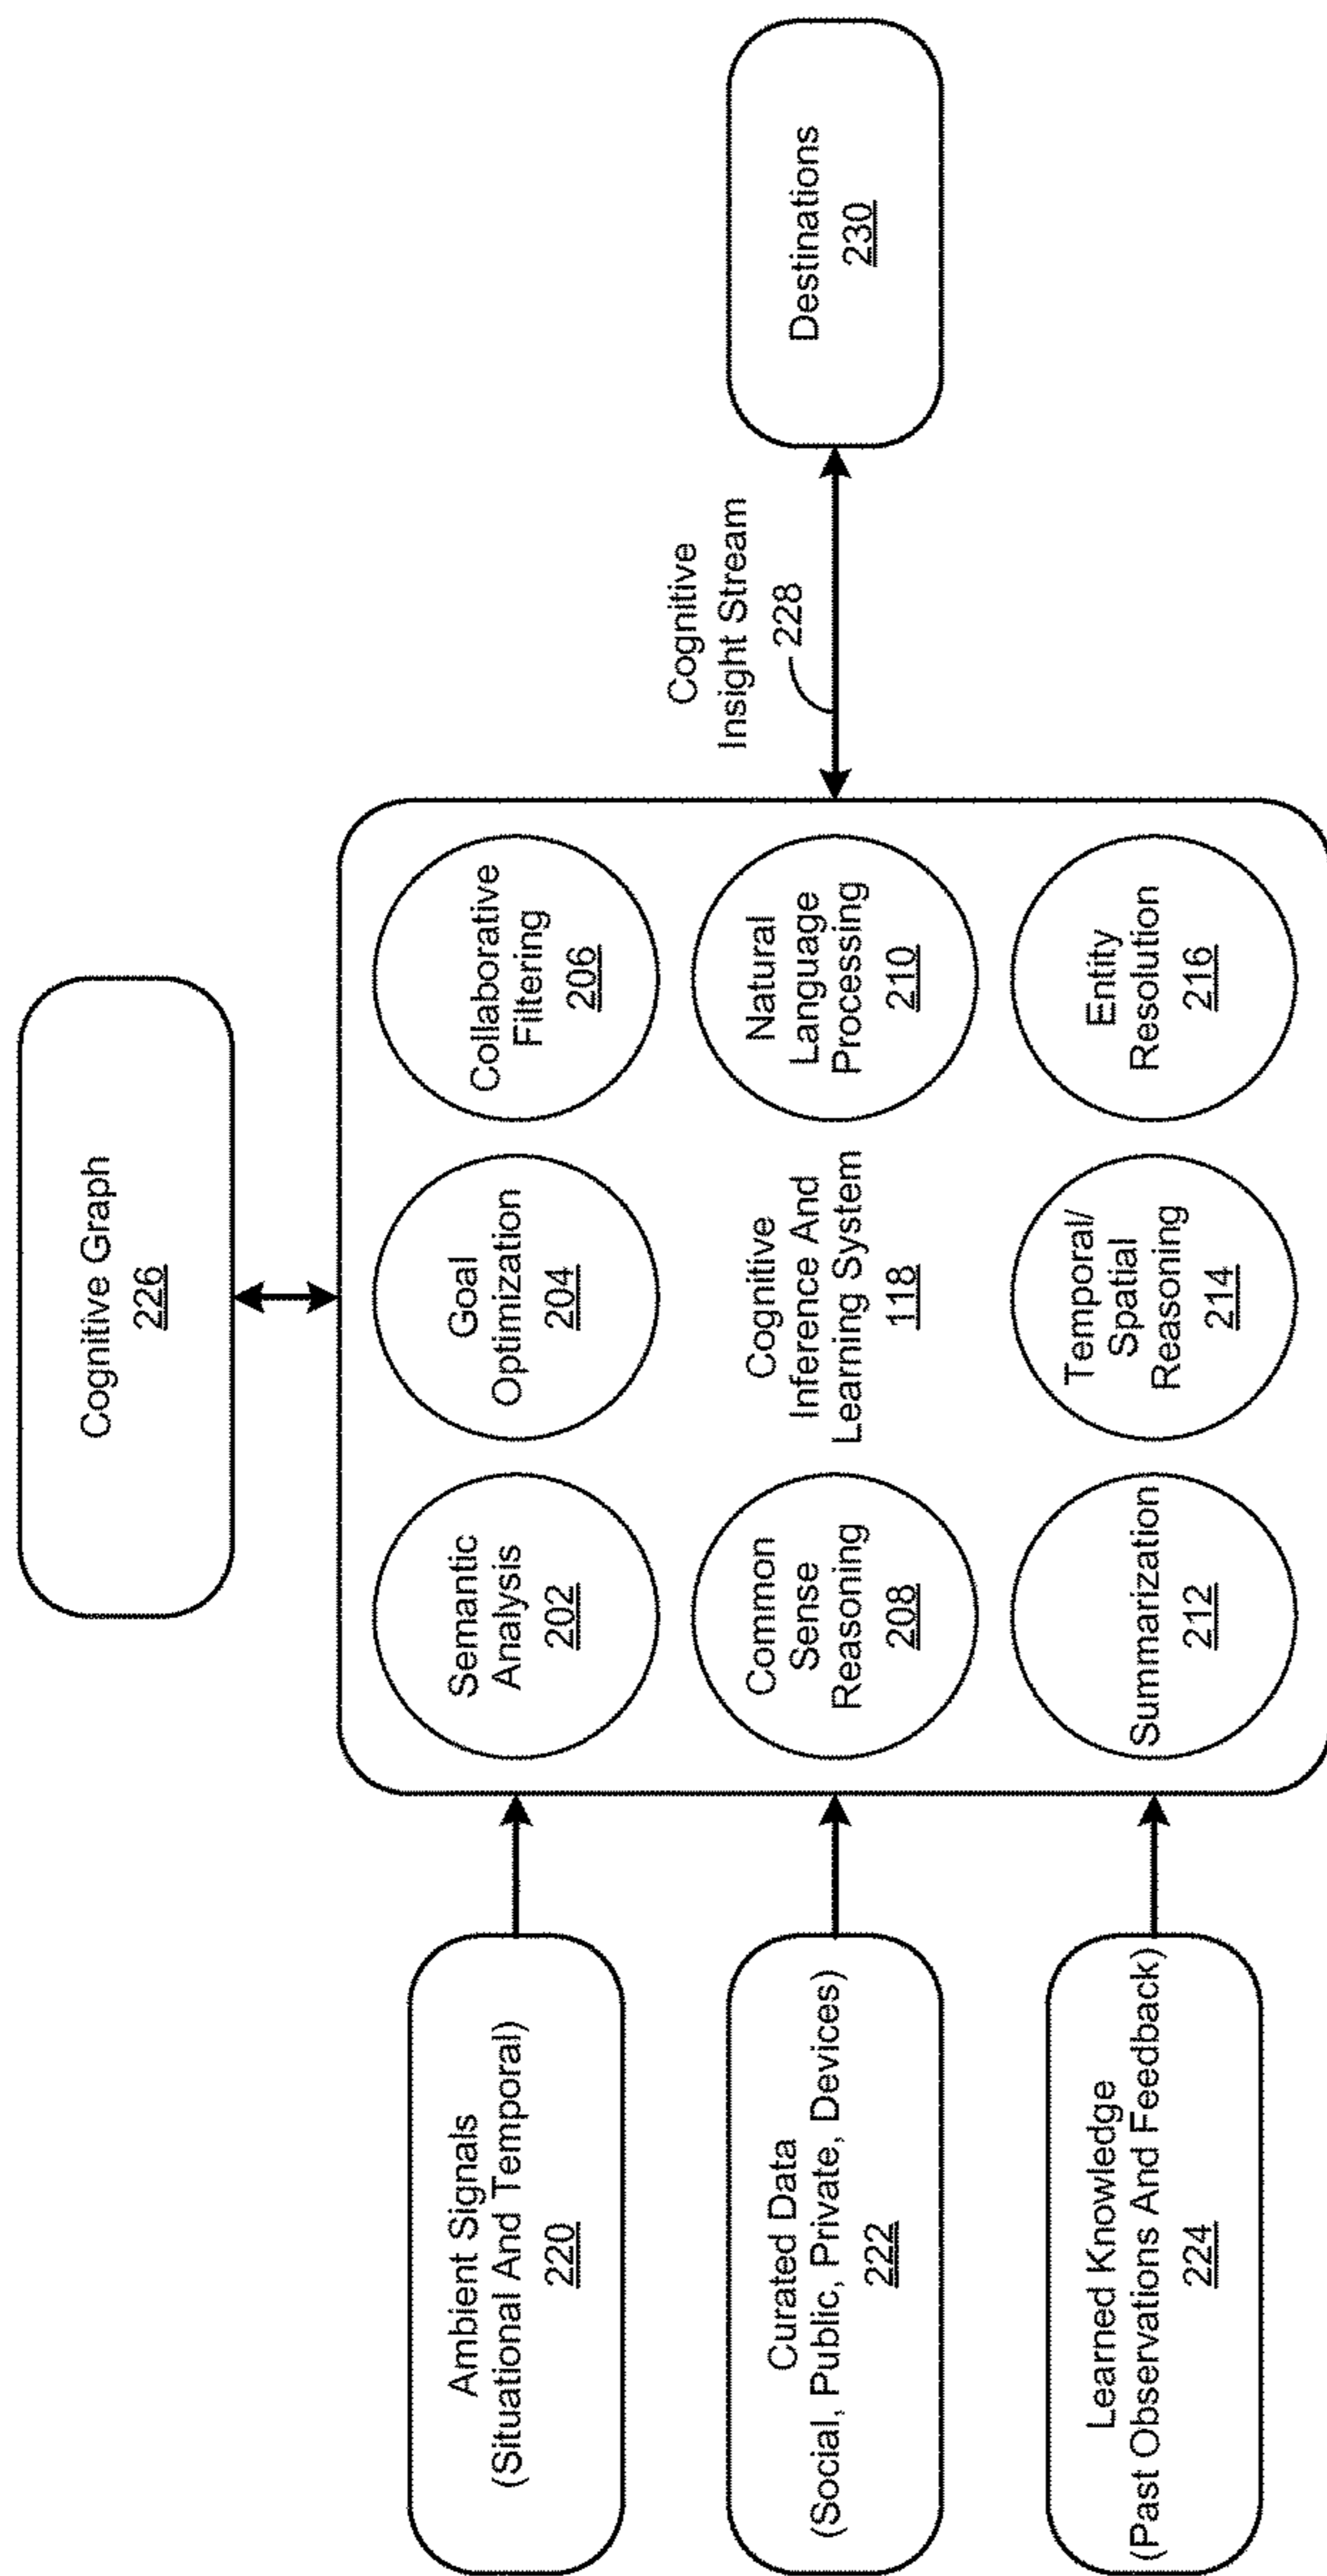 Cognitive Graph
226
Ambient Signals
(Situational And Temporal)
220
Curated Data
(Social, Public, Private, Devices)
222
Learned Knowledge
(Past Observations And Feedback)
224
Semantic
Analysis
202
Goal
Optimization
204
Collaborative
Filtering
206
Common
Sense
Reasoning
208
Cognitive
Inference And
Learning System
118
Natural
Language
Processing
210
Summarization
212
Temporal/
Spatial
Reasoning
214
Entity
Resolution
216
Cognitive
Insight Stream
228
Destinations
230